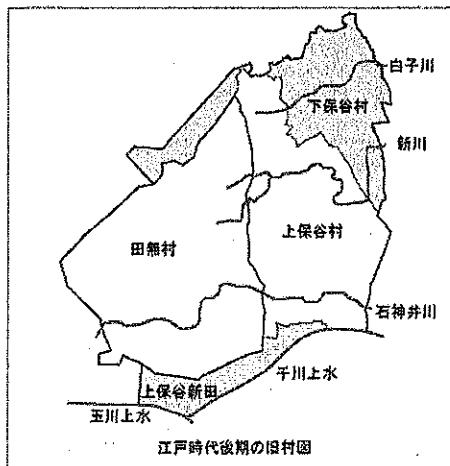 白子川
下保谷村
新川
田無村
上保谷村
石神井川
上保谷新田
千川上水
玉川上水
江戸時代後期の旧村図